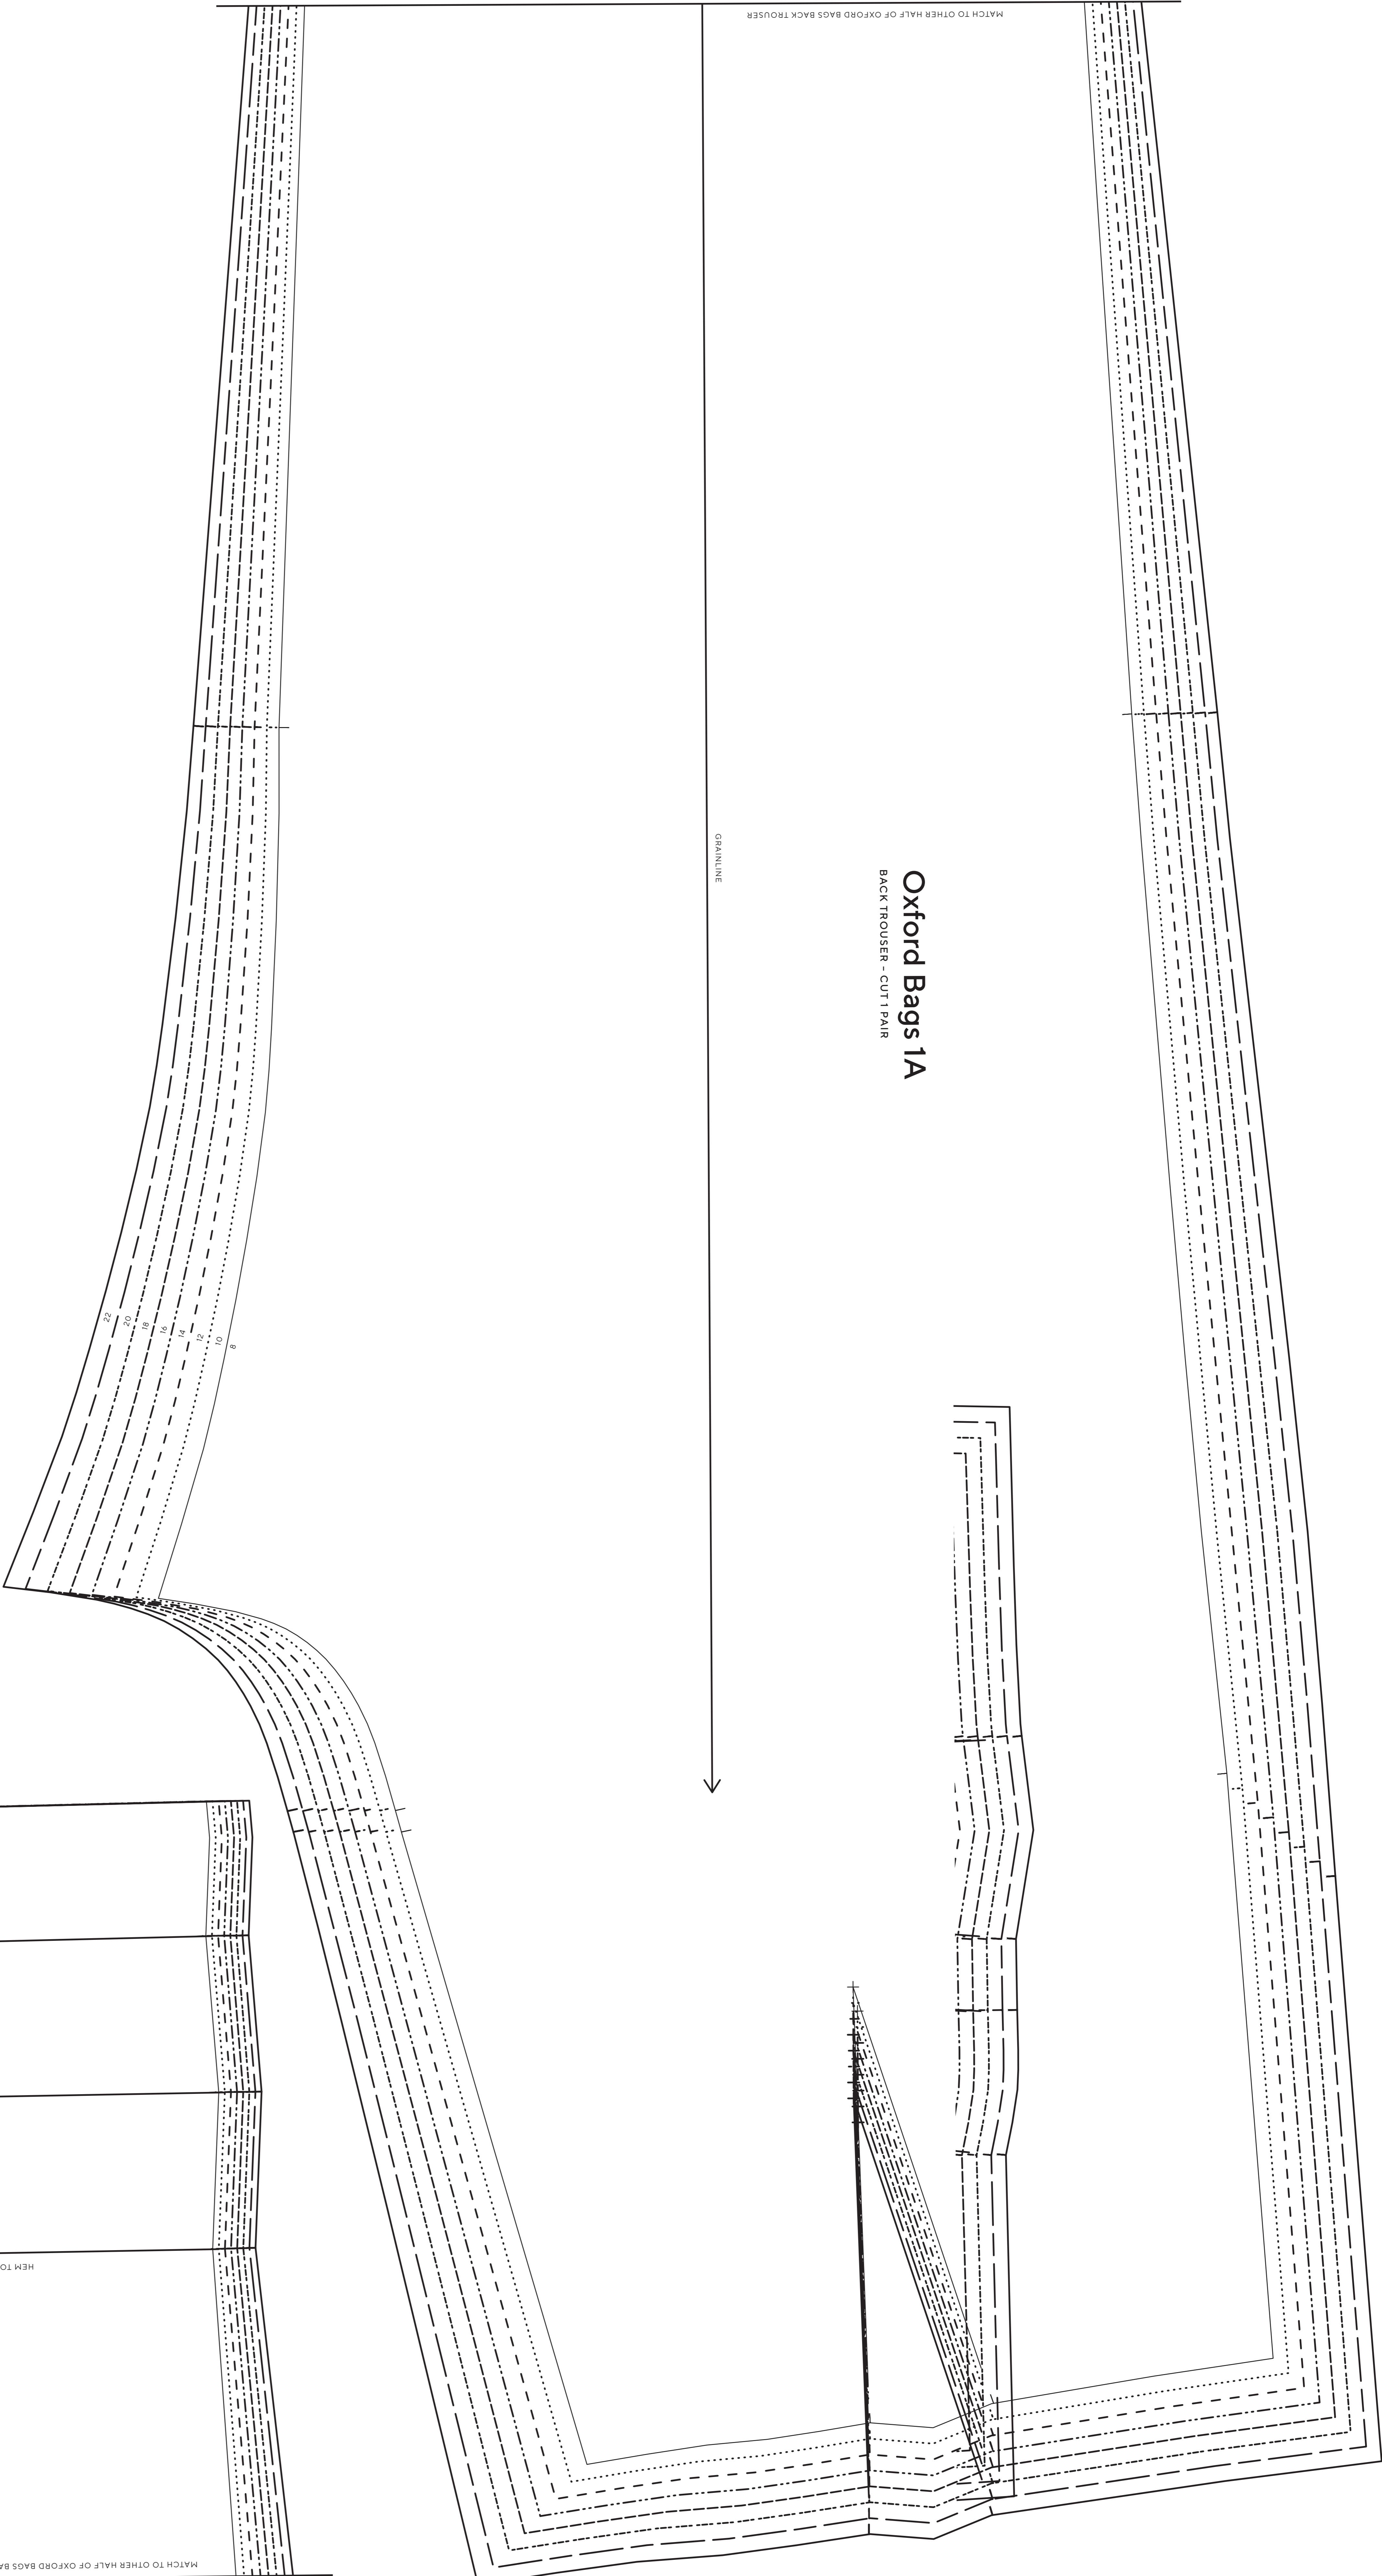 MATCH TO OTHER HALF OF OXFORD BAGS BACK TROUSER
GRAINLINE
Oxford Bags 1A
BACK TROUSER – CUT 1 PAIR
22
20
18
16
14
12
10
8
HEM TO
MATCH TO OTHER HALF OF OXFORD BAGS BA